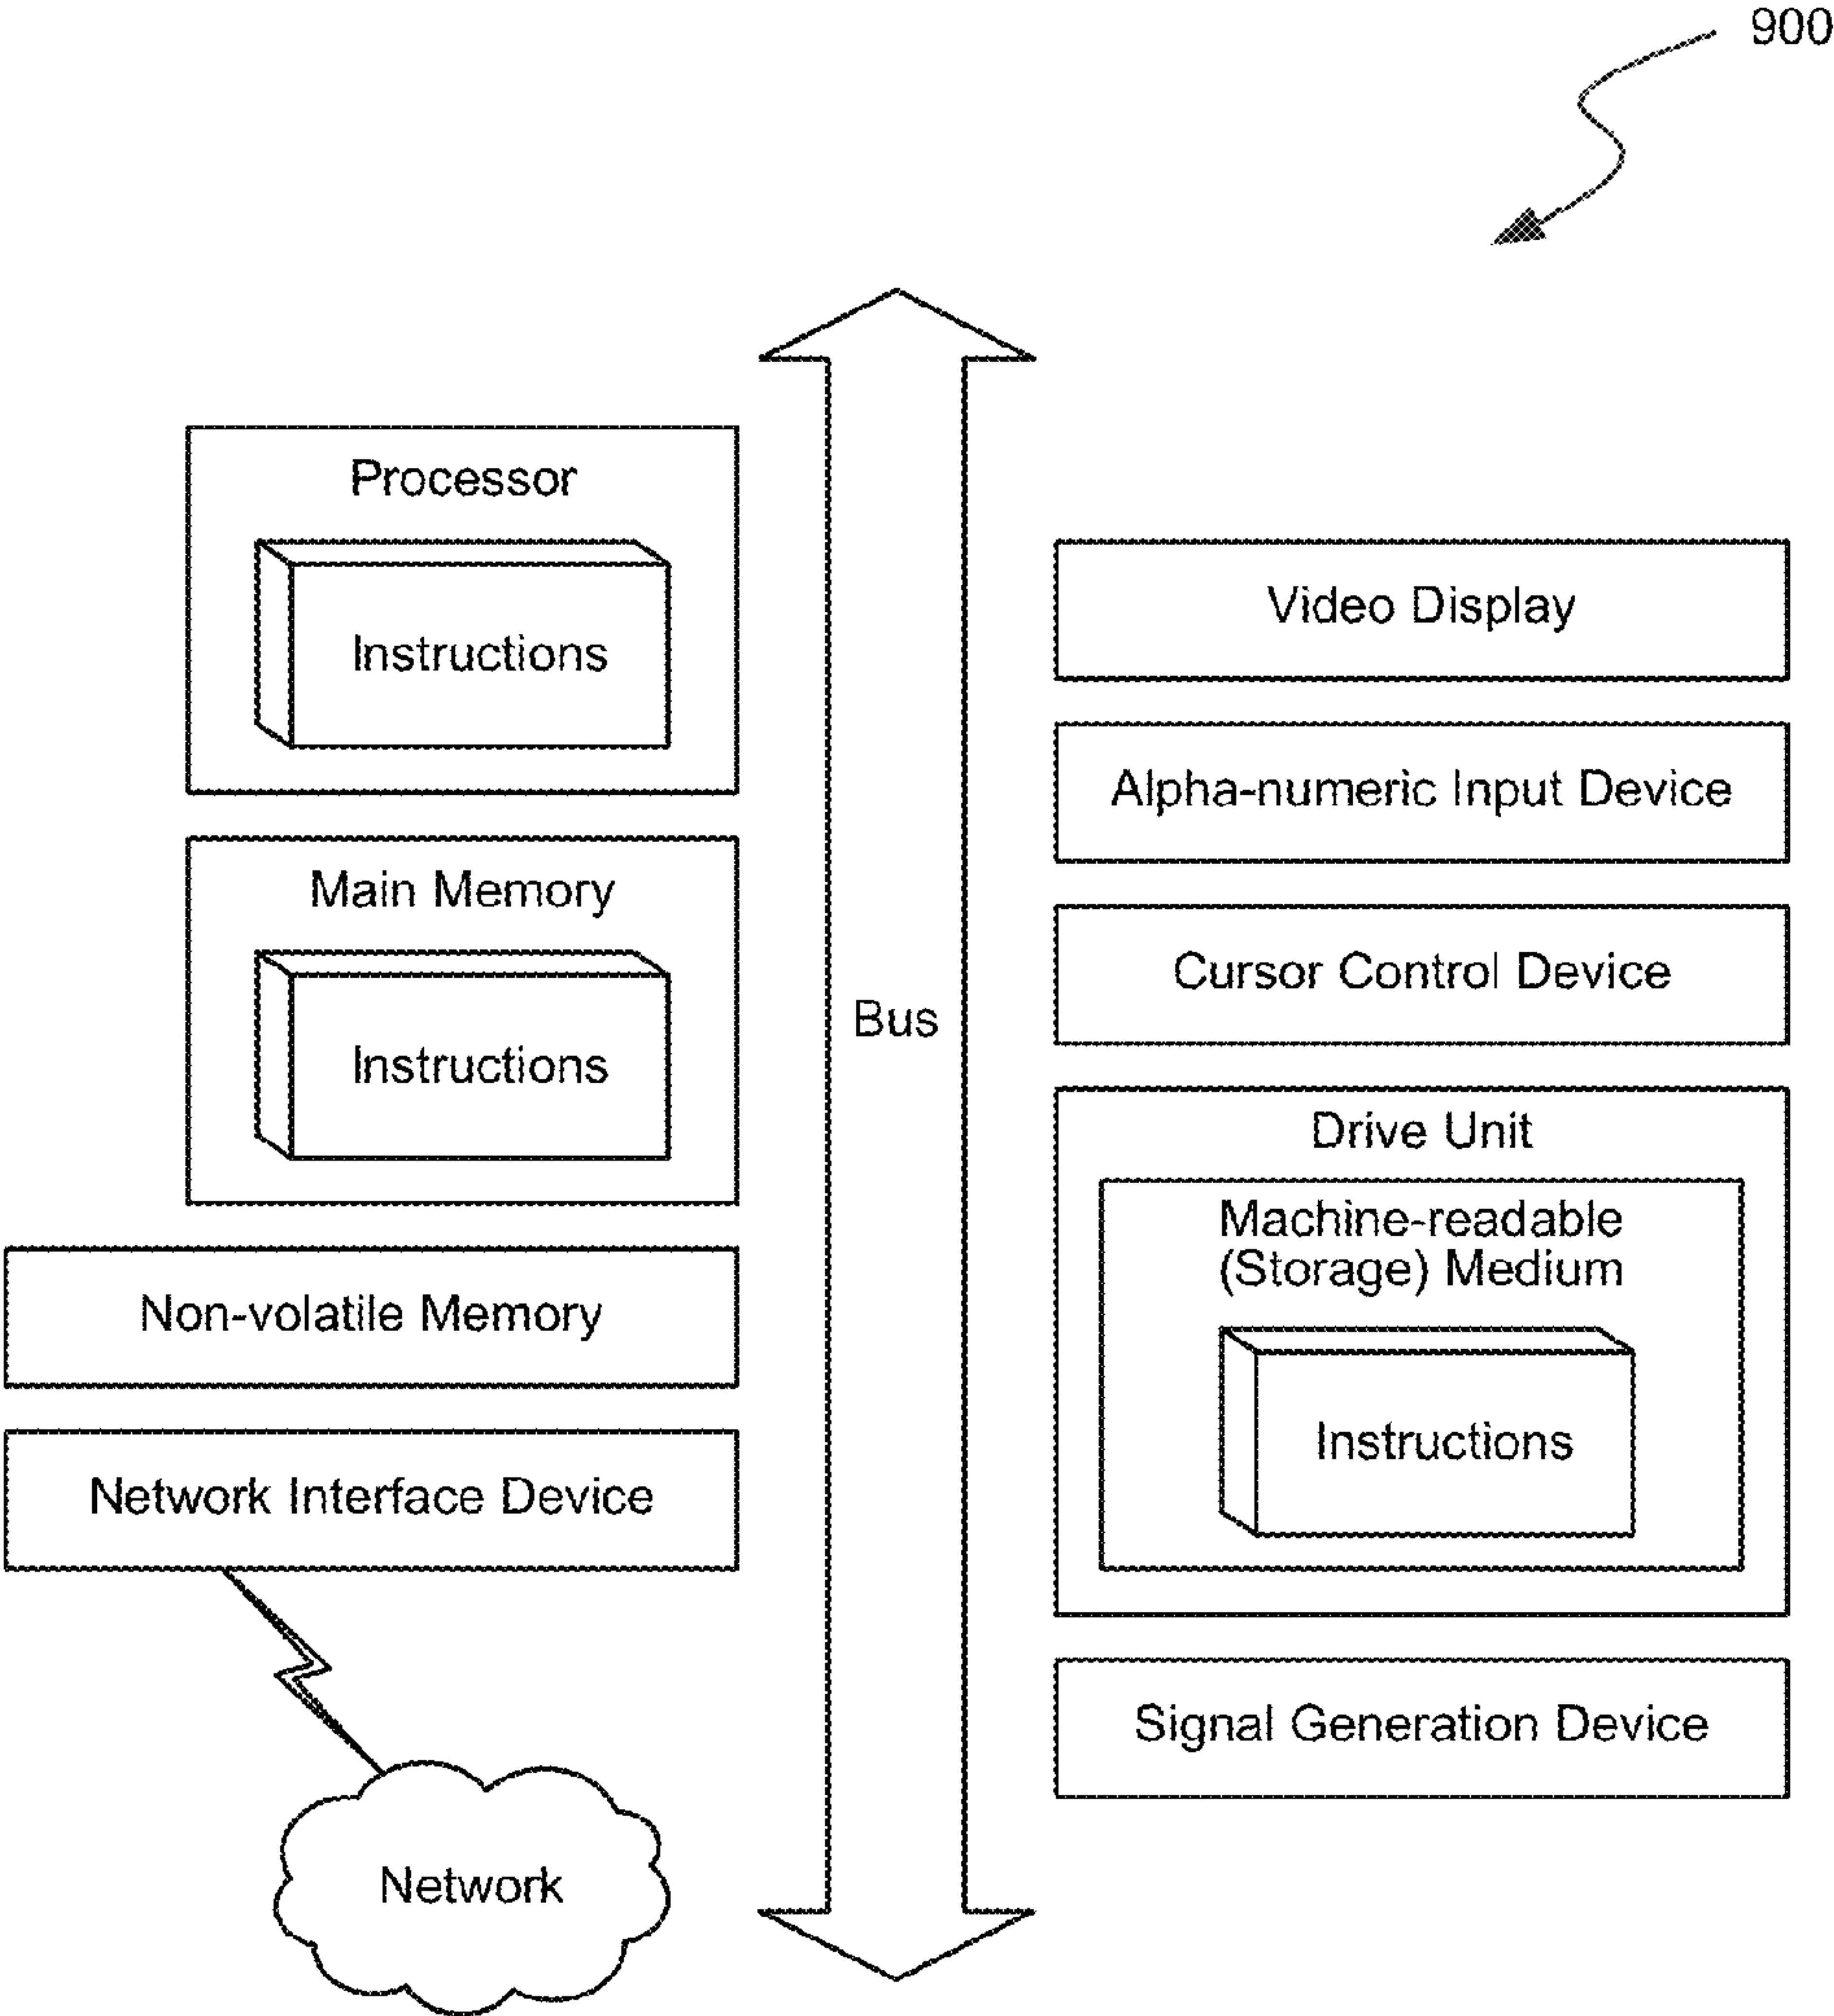 900
Processor
Instructions
Main Memory
Instructions
Non-volatile Memory
Network Interface Device
Network
Bus
Video Display
Alpha-numeric Input Device
Cursor Control Device
Drive Unit
Machine-readable
(Storage) Medium
Instructions
Signal Generation Device